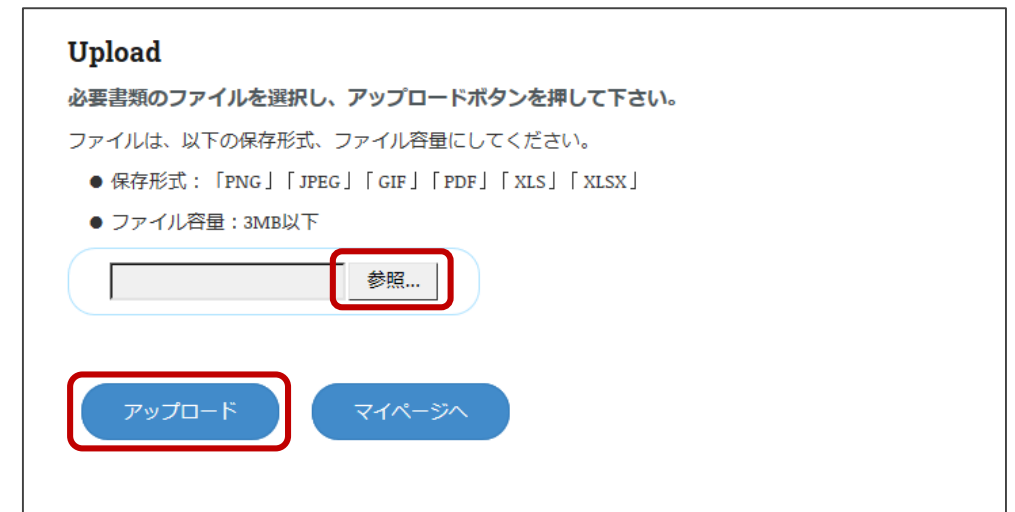 Upload
必要書類のファイルを選択し、アップロードボタンを押して下さい。
ファイルは、以下の保存形式、ファイル容量にしてください。
● 保存形式：「PNG」「JPEG」「GIF」「PDF」「XLS」「XLSX」
● ファイル容量：3MB以下
参照...
アップロード マイページへ